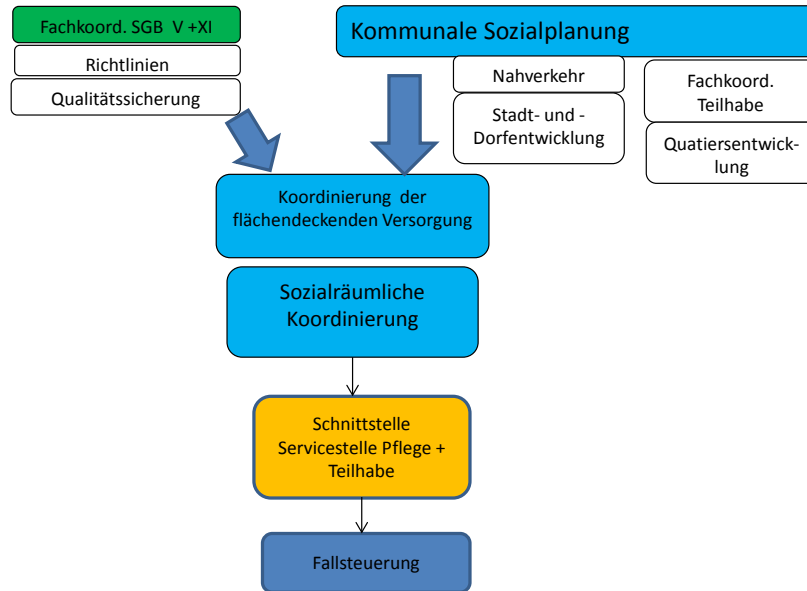 Fachkoord. SGB V +XI
Richtlinien
Qualitätssicherung
Kommunale Sozialplanung
Nahverkehr
Stadt- und -
Dorfentwicklung
Fachkoord.
Teilhabe
Quatiersentwick-
lung
Koordinierung der
flächendeckenden Versorgung
Sozialräumliche
Koordinierung
Schnittstelle
Servicestelle Pflege +
Teilhabe
Fallsteuerung